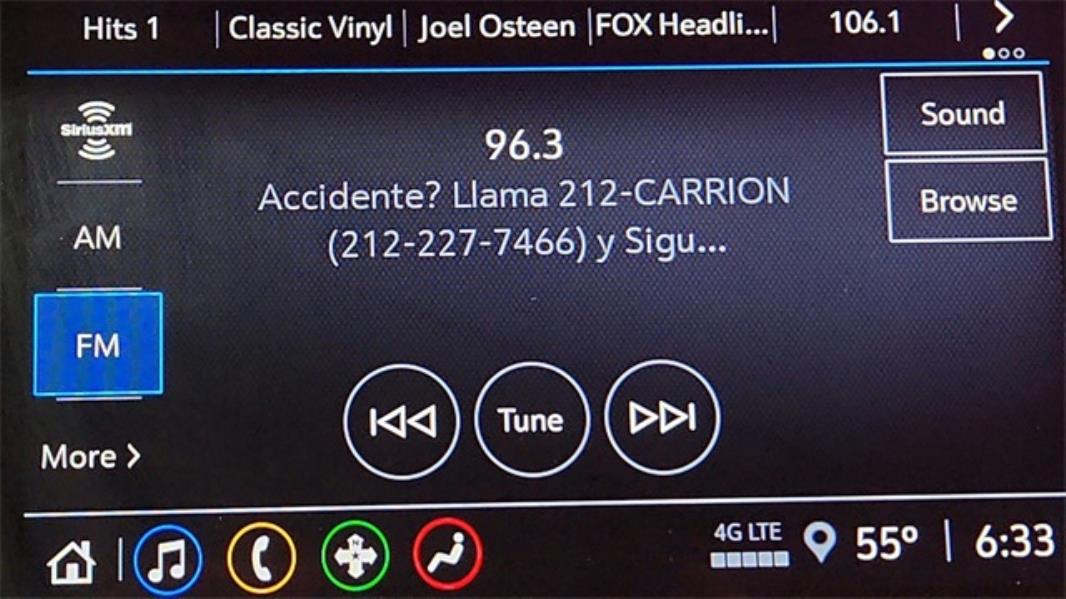 Hits 1 | Classic Vinyl | Joel Osteen | FOX Headli... | 106.1 |
SiriusXM
96.3
Sound
Accidente? Llama 212-CARRION
(212-227-7466) y Sigu...
Browse
AM
FM
Tune
More
N
4G LTE
55° | 6:33